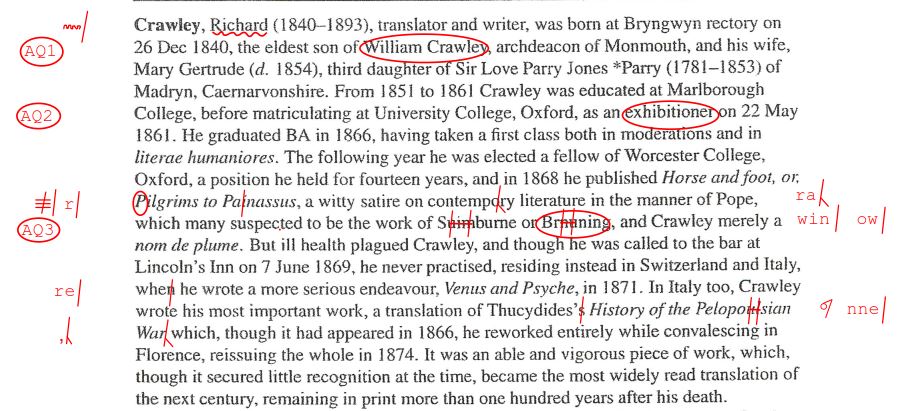 Crawley, Richard (1840–1893), translator and writer, was born at Bryngwyn rectory on
AQ1 26 Dec 1840, the eldest son of William Crawley, archdeacon of Monmouth, and his wife,
Mary Gertrude (d. 1854), third daughter of Sir Love Parry Jones *Parry (1781–1853) of
Madryn, Caernarvonshire. From 1851 to 1861 Crawley was educated at Marlborough
AQ2 College, before matriculating at University College, Oxford, as an exhibitioner on 22 May
1861. He graduated BA in 1866, having taken a first class both in moderations and in
literae humaniores. The following year he was elected a fellow of Worcester College,
Oxford, a position he held for fourteen years, and in 1868 he published Horse and foot, or,
r Pilgrims to Painassus, a witty satire on contempory literature in the manner of Pope, ra
AQ3 which many suspected to be the work of or , and Crawley merely a win ow
nom de plume. But ill health plagued Crawley, and though he was called to the bar at
Lincoln's Inn on 7 June 1869, he never practised, residing instead in Switzerland and Italy,
re when he wrote a more serious endeavour, Venus and Psyche, in 1871. In Italy too, Crawley
wrote his most important work, a translation of Thucydides's History of the nne
, War which, though it had appeared in 1866, he reworked entirely while convalescing in
Florence, reissuing the whole in 1874. It was an able and vigorous piece of work, which,
though it secured little recognition at the time, became the most widely read translation of
the next century, remaining in print more than one hundred years after his death.